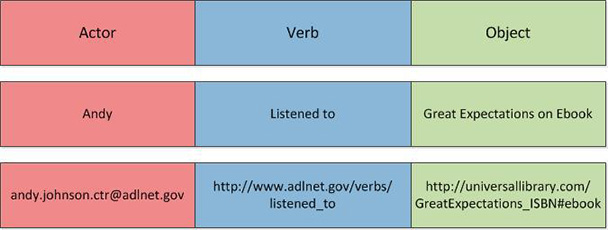 Actor Verb Object
Andy Listened to Great Expectations on Ebook
andy.johnson.ctr@adlnet.gov
http://www.adlnet.gov/verbs/
listened_to
http://universallibrary.com/
GreatExpectations_ISBN#ebook